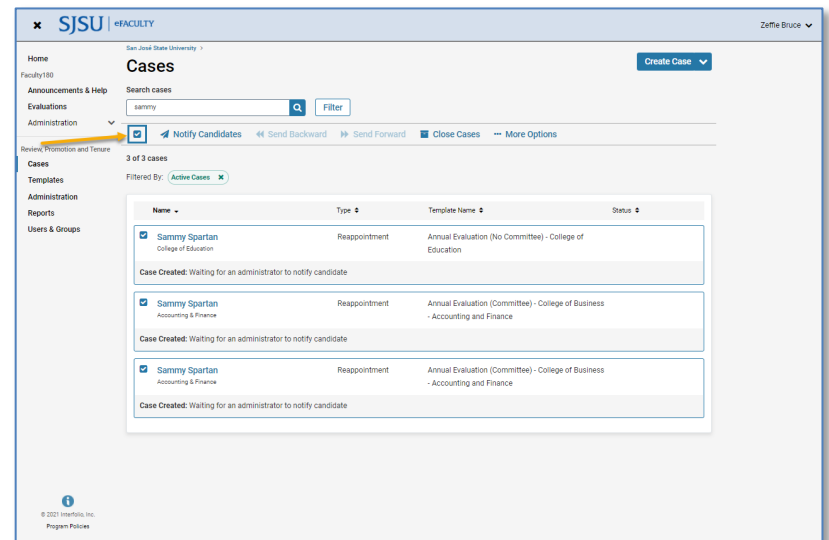 SJSU | eFACULTY
Zeffie Bruce
Home
Faculty180
Announcements & Help
Evaluations
Administration
Review, Promotion and Tenure
Cases
Templates
Administration
Reports
Users & Groups
© 2021 Interfolio, Inc.
Program Policies
San José State University >
Cases
Create Case
Search cases
sammy
Filter
Notify Candidates Send Backward Send Forward Close Cases ··· More Options
3 of 3 cases
Filtered By: Active Cases X
Name Type Template Name Status
Sammy Spartan Reappointment Annual Evaluation (No Committee) - College of
College of Education Education
Case Created: Waiting for an administrator to notify candidate
Sammy Spartan Reappointment Annual Evaluation (Committee) - College of Business
Accounting & Finance - Accounting and Finance
Case Created: Waiting for an administrator to notify candidate
Sammy Spartan Reappointment Annual Evaluation (Committee) - College of Business
Accounting & Finance - Accounting and Finance
Case Created: Waiting for an administrator to notify candidate